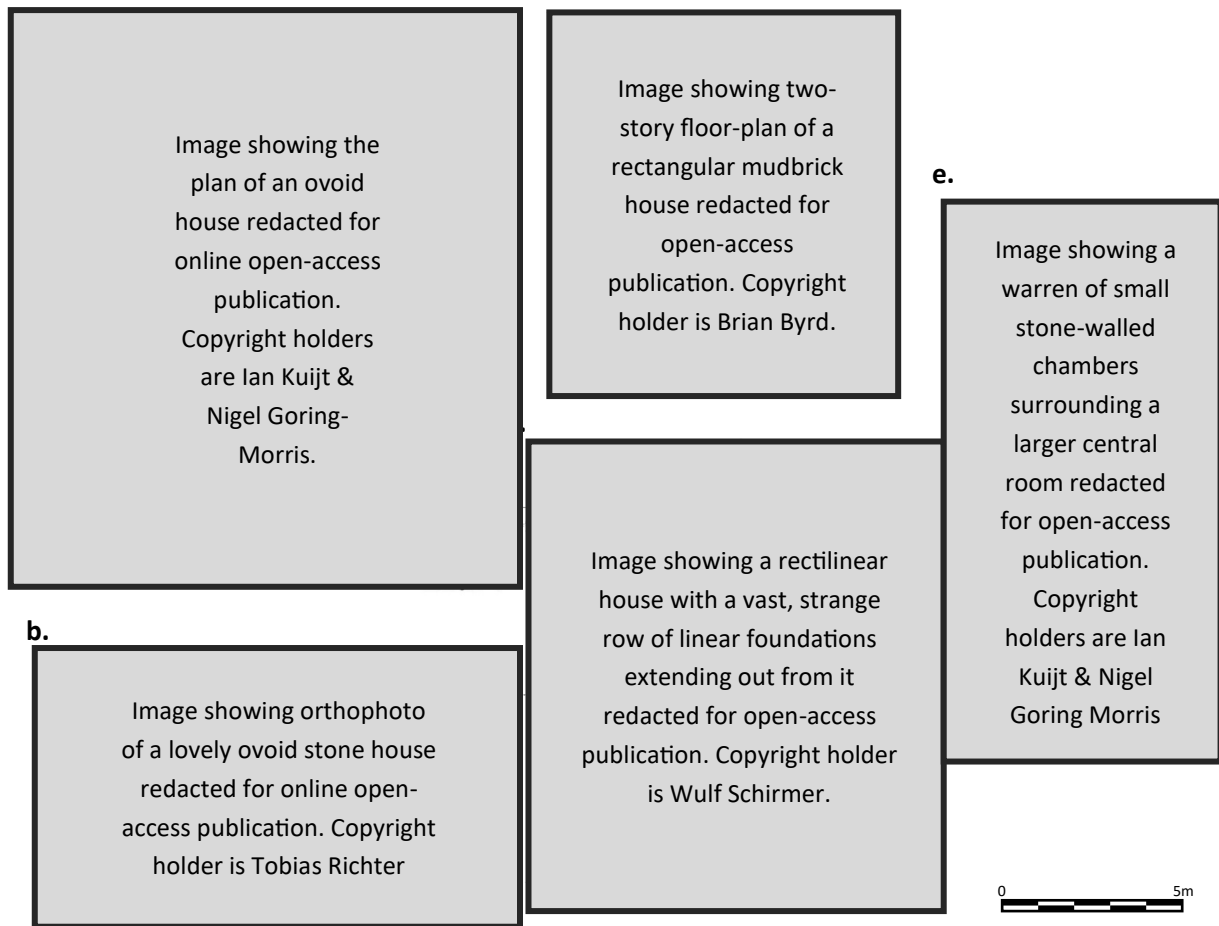 Image showing the
plan of an ovoid
house redacted for
online open-access
publication.
Copyright holders
are Ian Kuijt &
Nigel Goring-
Morris.
b.
Image showing orthophoto
of a lovely ovoid stone house
redacted for online open-
access publication. Copyright
holder is Tobias Richter
Image showing two-
story floor-plan of a
rectangular mudbrick
house redacted for
open-access
publication. Copyright
holder is Brian Byrd.
Image showing a rectilinear
house with a vast, strange
row of linear foundations
extending out from it
redacted for open-access
publication. Copyright holder
is Wulf Schirmer.
e.
Image showing a
warren of small
stone-walled
chambers
surrounding a
larger central
room redacted
for open-access
publication.
Copyright
holders are Ian
Kuijt & Nigel
Goring Morris
0 5m